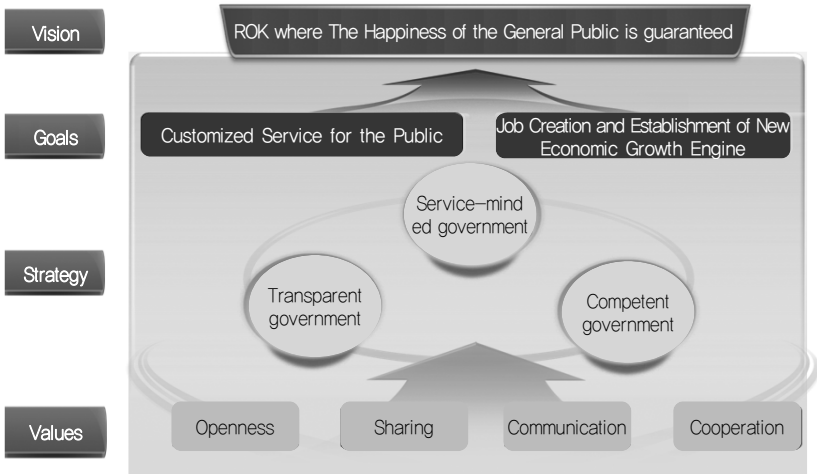 Vision
ROK where The Happiness of the General Public is guaranteed
Goals
Customized Service for the Public
Job Creation and Establishment of New
Economic Growth Engine
Strategy
Service-mind
ed government
Transparent
government
Competent
government
Values
Openness
Sharing
Communication
Cooperation